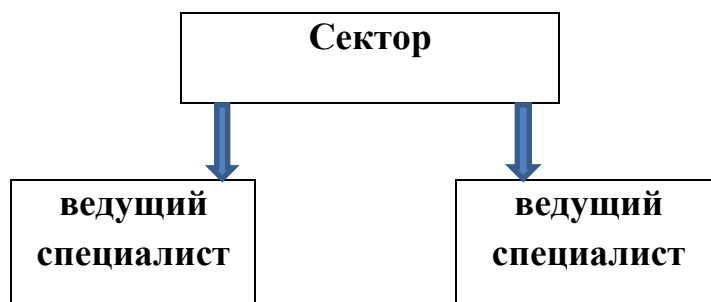 Сектор
ведущий
специалист
ведущий
специалист